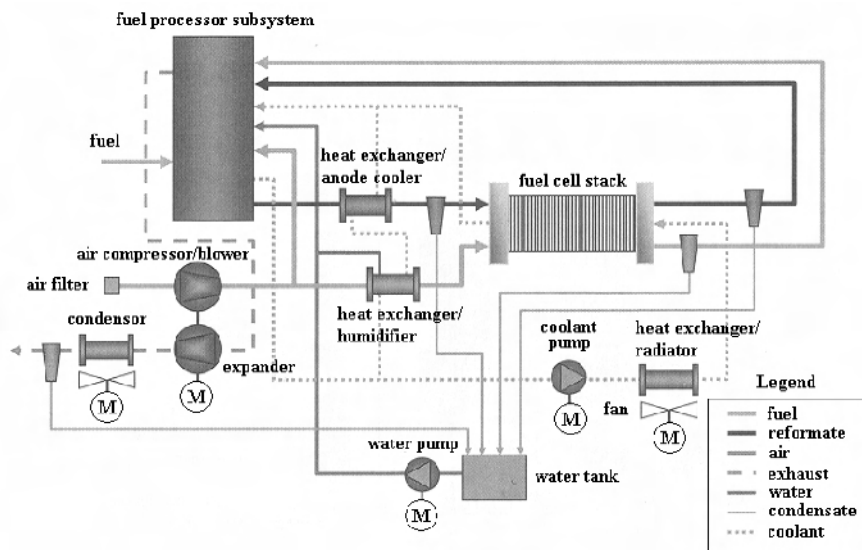 fuel processor subsystem
fuel
heat exchanger/
anode cooler
fuel cell stack
air compressor/blower
air filter
heat exchanger/
humidifier
condensor
expander
coolant
pump
heat exchanger/
radiator
fan
M
M
M
M
water pump
water tank
M
Legend
fuel
reformate
air
exhaust
water
condensate
coolant